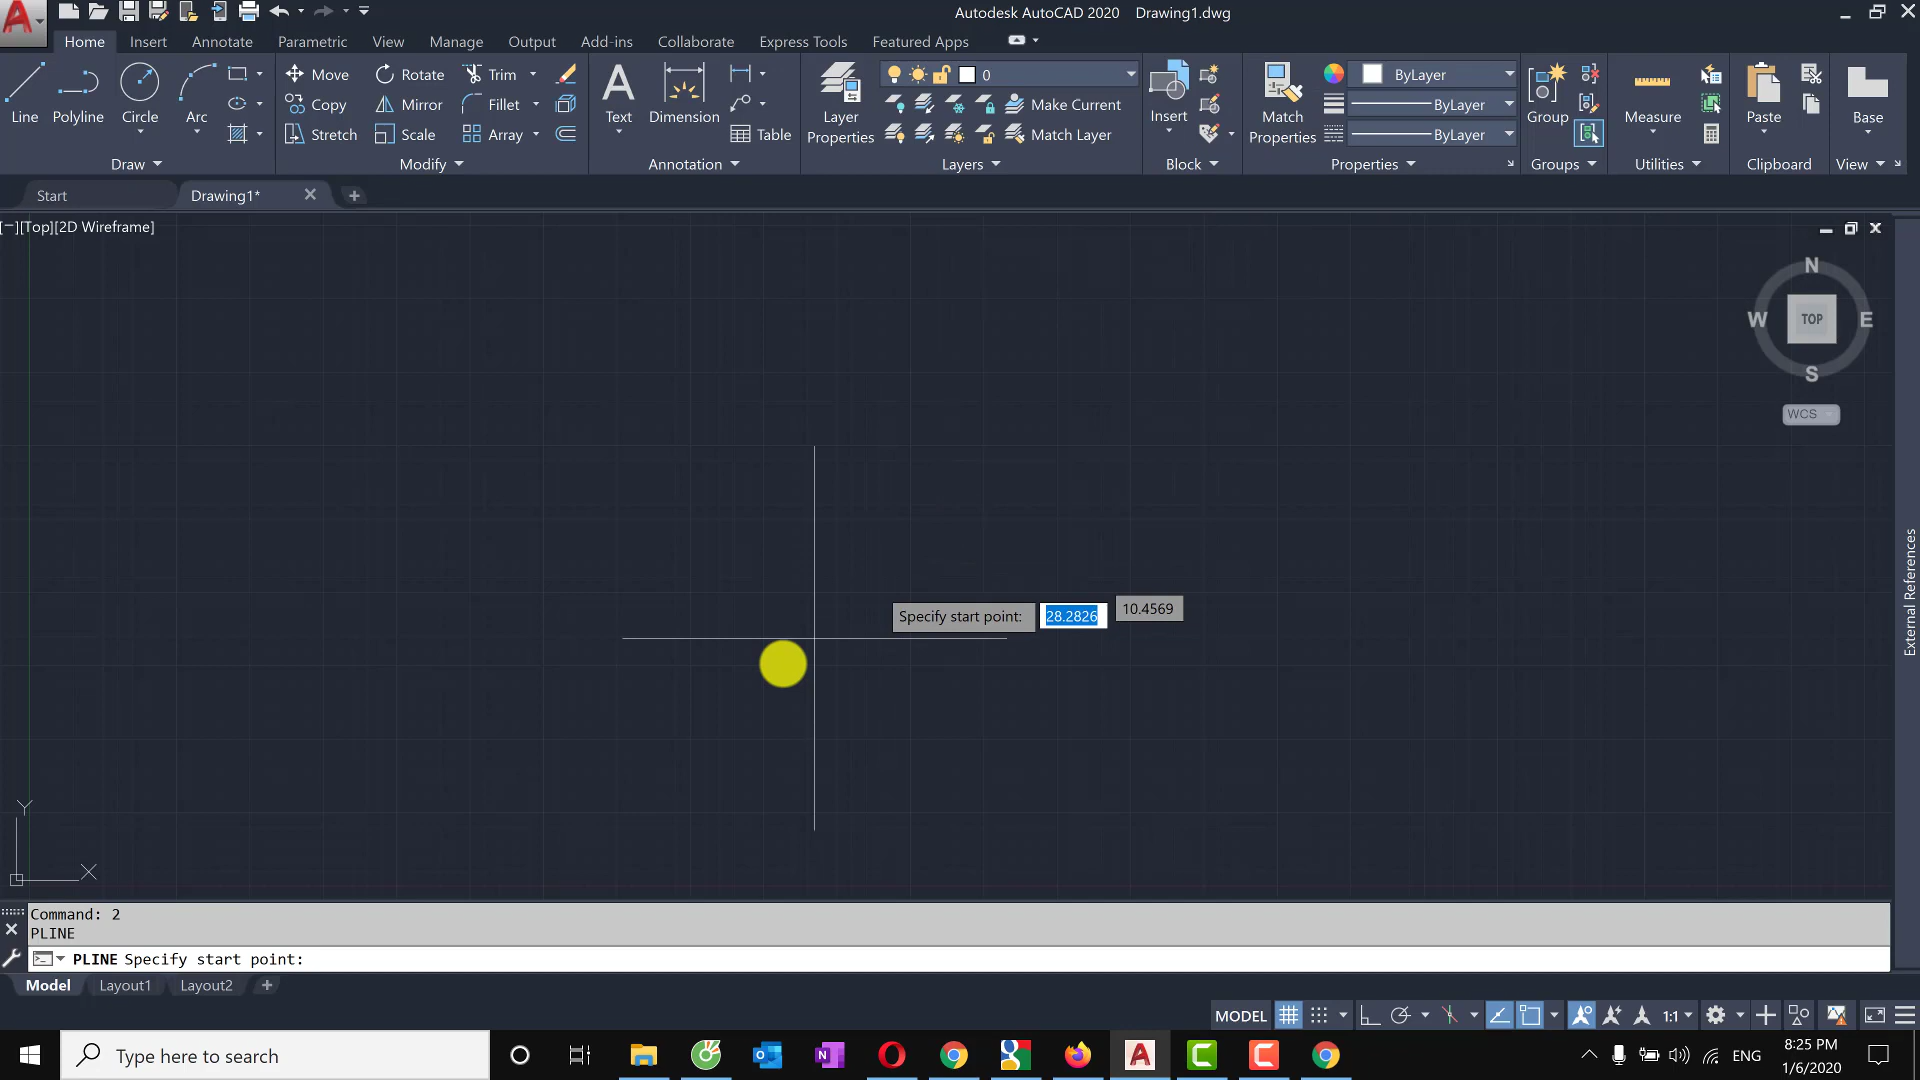 Autodesk AutoCAD 2020 Drawing1.dwg
Home Insert Annotate Parametric View Manage Output Add-ins Collaborate Express Tools Featured Apps
Line Polyline Circle Arc
Draw
Move Rotate Trim
Copy Mirror Fillet
Stretch Scale Array
Modify
Text Dimension Table
Annotation
Layer Properties
0
Make Current
Match Layer
Layers
Insert
Block
Match Properties
ByLayer
ByLayer
ByLayer
Properties
Group
Groups
Measure
Utilities
Paste
Clipboard
Base
View
Start Drawing1*
[−][Top][2D Wireframe]
N
W TOP E
S
WCS
External References
Specify start point: 28.2826 10.4569
Y
X
Command: 2
PLINE
PLINE Specify start point:
Model Layout1 Layout2
MODEL 1:1
Type here to search
ENG
8:25 PM
1/6/2020